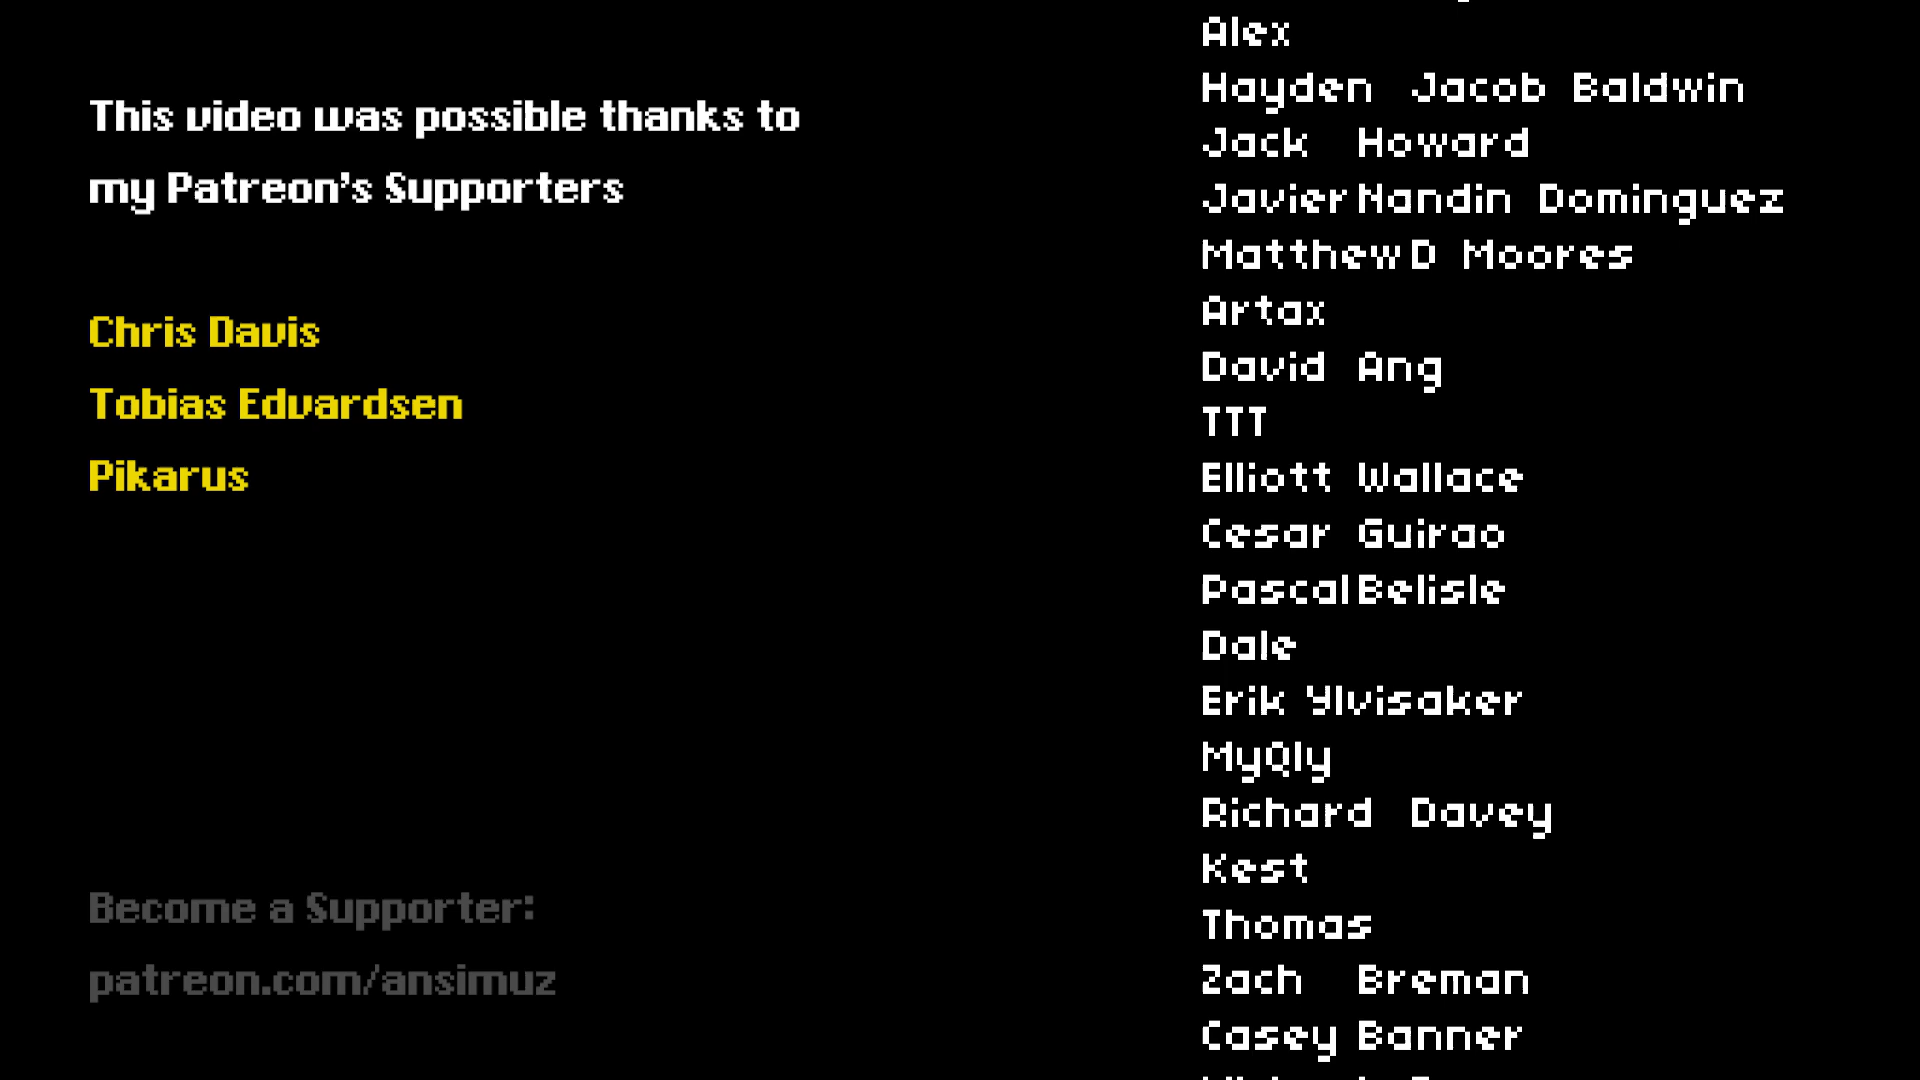 This video was possible thanks to
my Patreon's Supporters
Chris Davis
Tobias Edvardsen
Pikarus
Become a Supporter:
patreon.com/ansimuz
Alex
Hayden Jacob Baldwin
Jack Howard
Javier Nandin Dominguez
Matthew D Moores
Artax
David Ang
TTT
Elliott Wallace
Cesar Guirao
Pascal Belisle
Dale
Erik Ylvisaker
MyQly
Richard Davey
Kest
Thomas
Zach Breman
Casey Banner